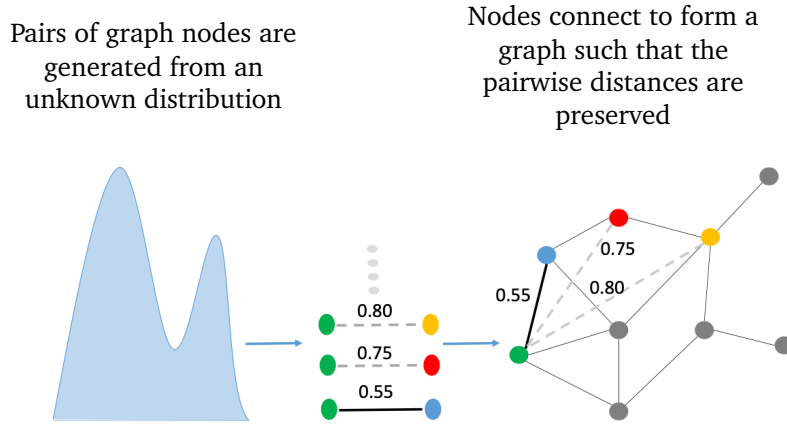 Pairs of graph nodes are
generated from an
unknown distribution
Nodes connect to form a
graph such that the
pairwise distances are
preserved
0.80
0.75
0.55
0.75
0.80
0.55